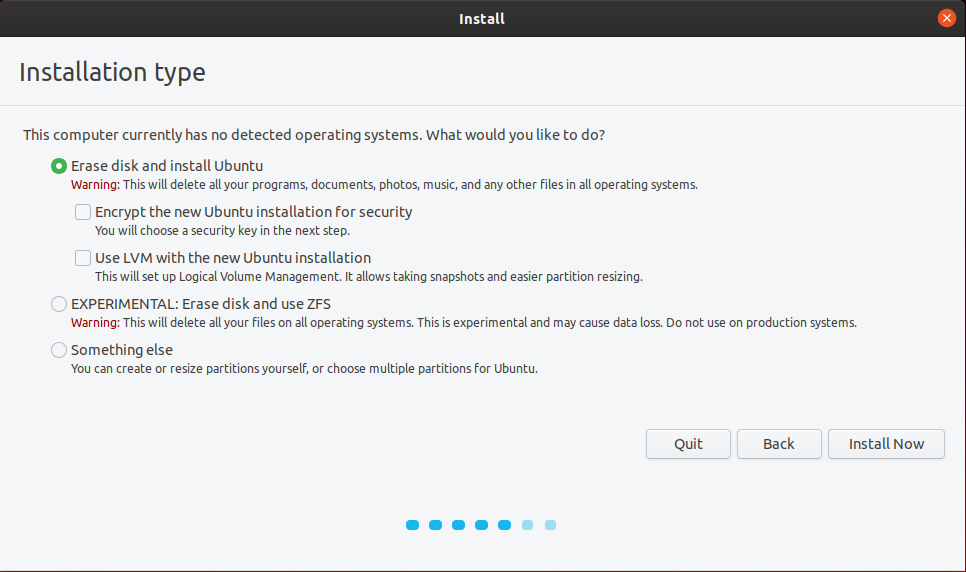 Install
Installation type
This computer currently has no detected operating systems. What would you like to do?
Erase disk and install Ubuntu
Warning: This will delete all your programs, documents, photos, music, and any other files in all operating systems.
Encrypt the new Ubuntu installation for security
You will choose a security key in the next step.
Use LVM with the new Ubuntu installation
This will set up Logical Volume Management. It allows taking snapshots and easier partition resizing.
EXPERIMENTAL: Erase disk and use ZFS
Warning: This will delete all your files on all operating systems. This is experimental and may cause data loss. Do not use on production systems.
Something else
You can create or resize partitions yourself, or choose multiple partitions for Ubuntu.
Quit
Back
Install Now